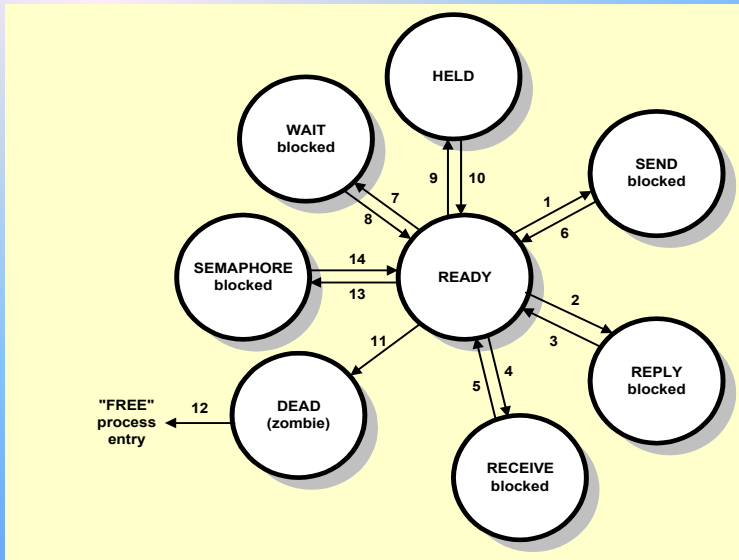 HELD
WAIT
blocked
SEND
blocked
9
10
1
7
6
8
SEMAPHORE
blocked
14
13
READY
2
3
11
4
5
REPLY
blocked
"FREE"
process
entry
12
DEAD
(zombie)
RECEIVE
blocked